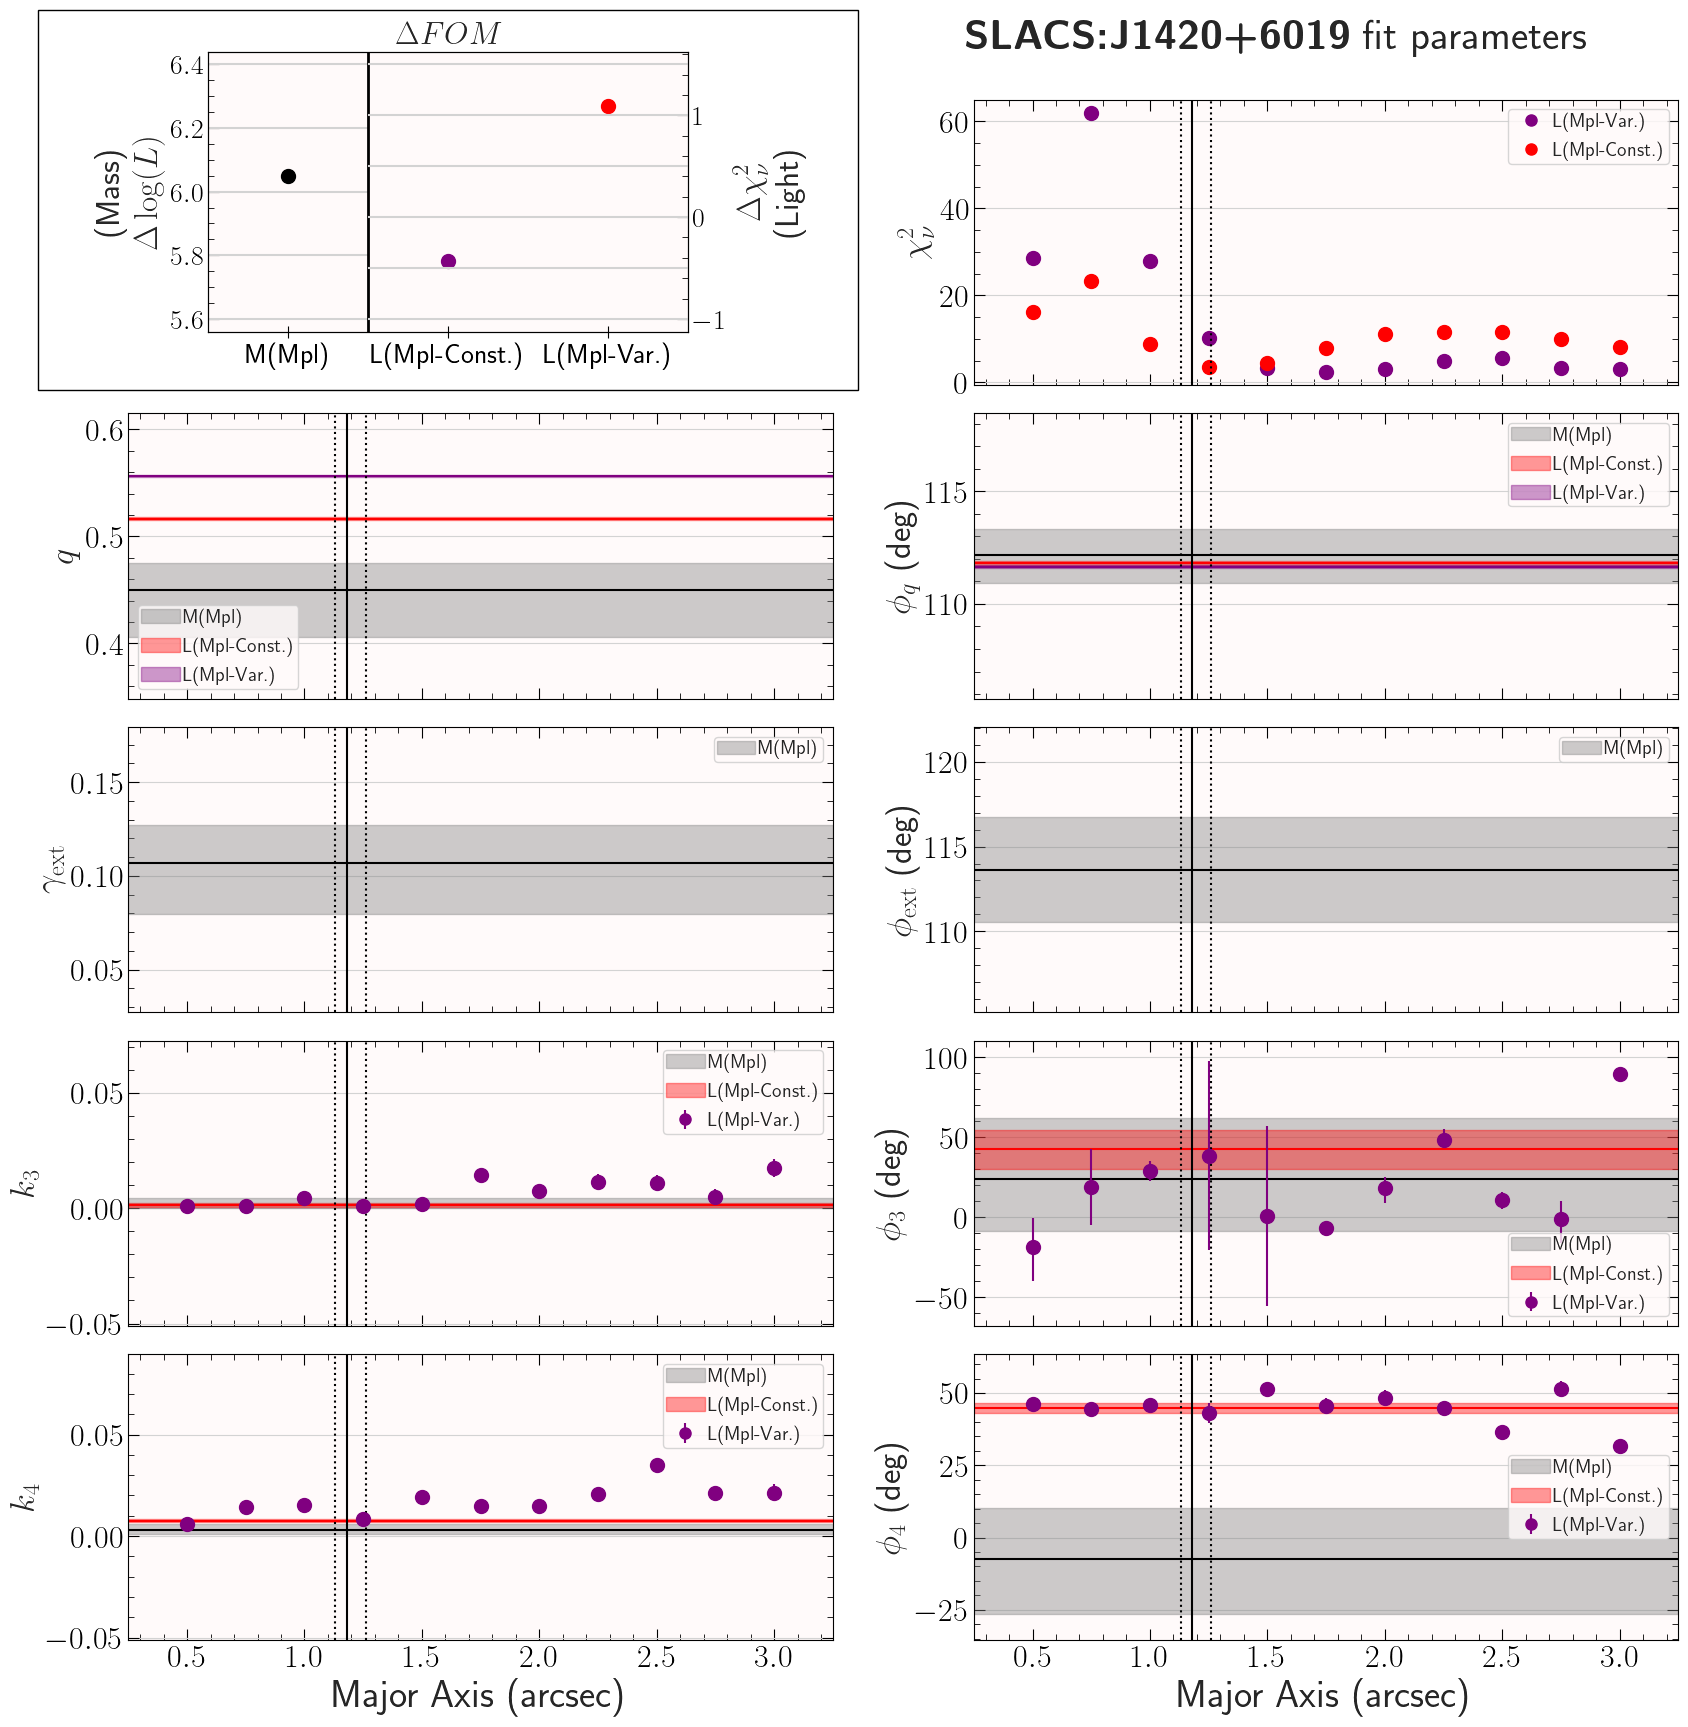 ΔFOM
SLACS:J1420+6019 fit parameters
(Mass)
Δ log(L)
6.4
6.2
6.0
5.8
5.6
1
0
−1
Δχ²ᵥ
(Light)
M(Mpl)
L(Mpl-Const.)
L(Mpl-Var.)
χ²ᵥ
60
40
20
0
L(Mpl-Var.)
L(Mpl-Const.)
q
0.6
0.5
0.4
M(Mpl)
L(Mpl-Const.)
L(Mpl-Var.)
ϕq (deg)
115
110
M(Mpl)
L(Mpl-Const.)
L(Mpl-Var.)
γext
0.15
0.10
0.05
M(Mpl)
ϕext (deg)
120
115
110
M(Mpl)
k3
0.05
0.00
−0.05
M(Mpl)
L(Mpl-Const.)
L(Mpl-Var.)
ϕ3 (deg)
100
50
0
−50
M(Mpl)
L(Mpl-Const.)
L(Mpl-Var.)
k4
0.05
0.00
−0.05
M(Mpl)
L(Mpl-Const.)
L(Mpl-Var.)
0.5 1.0 1.5 2.0 2.5 3.0
Major Axis (arcsec)
ϕ4 (deg)
50
25
0
−25
M(Mpl)
L(Mpl-Const.)
L(Mpl-Var.)
0.5 1.0 1.5 2.0 2.5 3.0
Major Axis (arcsec)